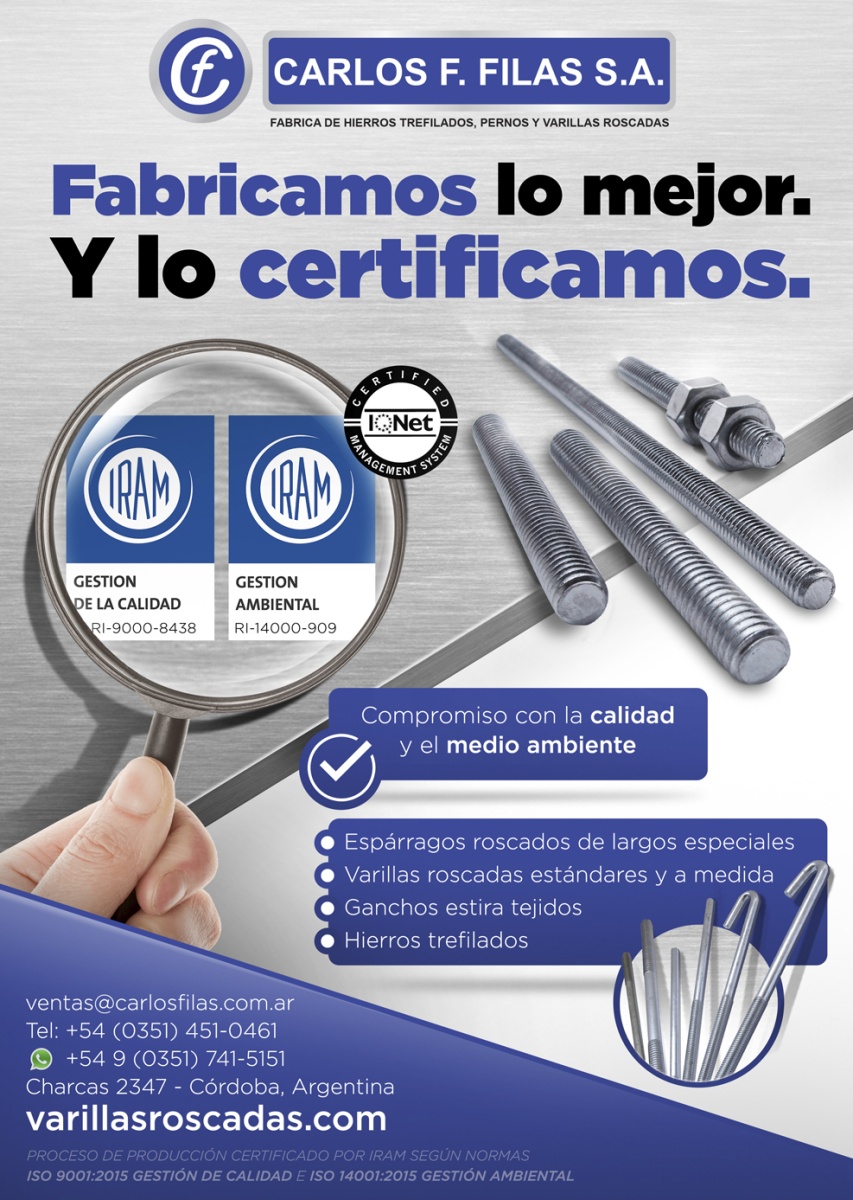 Cf
CARLOS F. FILAS S.A.
FABRICA DE HIERROS TREFILADOS, PERNOS Y VARILLAS ROSCADAS
Fabricamos lo mejor.
Y lo certificamos.
CERTIFIED
IQNet
MANAGEMENT SYSTEM
IRAM
GESTION
DE LA CALIDAD
RI-9000-8438
IRAM
GESTION
AMBIENTAL
RI-14000-909
Compromiso con la calidad
y el medio ambiente
Espárragos roscados de largos especiales
Varillas roscadas estándares y a medida
Ganchos estira tejidos
Hierros trefilados
ventas@carlosfilas.com.ar
Tel: +54 (0351) 451-0461
+54 9 (0351) 741-5151
Charcas 2347 - Córdoba, Argentina
varillasroscadas.com
PROCESO DE PRODUCCIÓN CERTIFICADO POR IRAM SEGÚN NORMAS
ISO 9001:2015 GESTIÓN DE CALIDAD E ISO 14001:2015 GESTIÓN AMBIENTAL